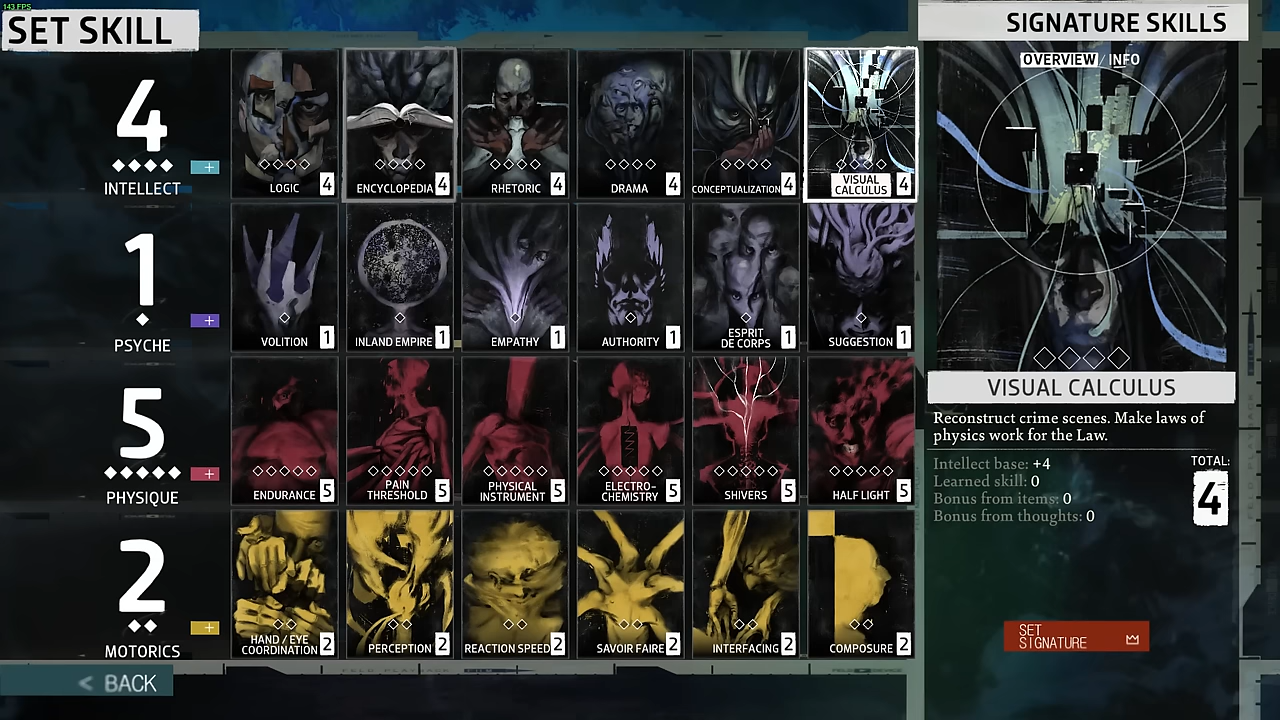 143 FPS
SET SKILL
SIGNATURE SKILLS
OVERVIEW / INFO
4
INTELLECT
+
LOGIC 4
ENCYCLOPEDIA 4
RHETORIC 4
DRAMA 4
CONCEPTUALIZATION 4
VISUAL
CALCULUS 4
1
PSYCHE
+
VOLITION 1
INLAND EMPIRE 1
EMPATHY 1
AUTHORITY 1
ESPRIT
DE CORPS 1
SUGGESTION 1
5
PHYSIQUE
+
ENDURANCE 5
PAIN
THRESHOLD 5
PHYSICAL
INSTRUMENT 5
ELECTRO-
CHEMISTRY 5
SHIVERS 5
HALF LIGHT 5
2
MOTORICS
+
HAND / EYE
COORDINATION 2
PERCEPTION 2
REACTION SPEED 2
SAVOIR FAIRE 2
INTERFACING 2
COMPOSURE 2
VISUAL CALCULUS
Reconstruct crime scenes. Make laws of
physics work for the Law.
Intellect base: +4
Learned skill: 0
Bonus from items: 0
Bonus from thoughts: 0
TOTAL:
4
SET
SIGNATURE
< BACK